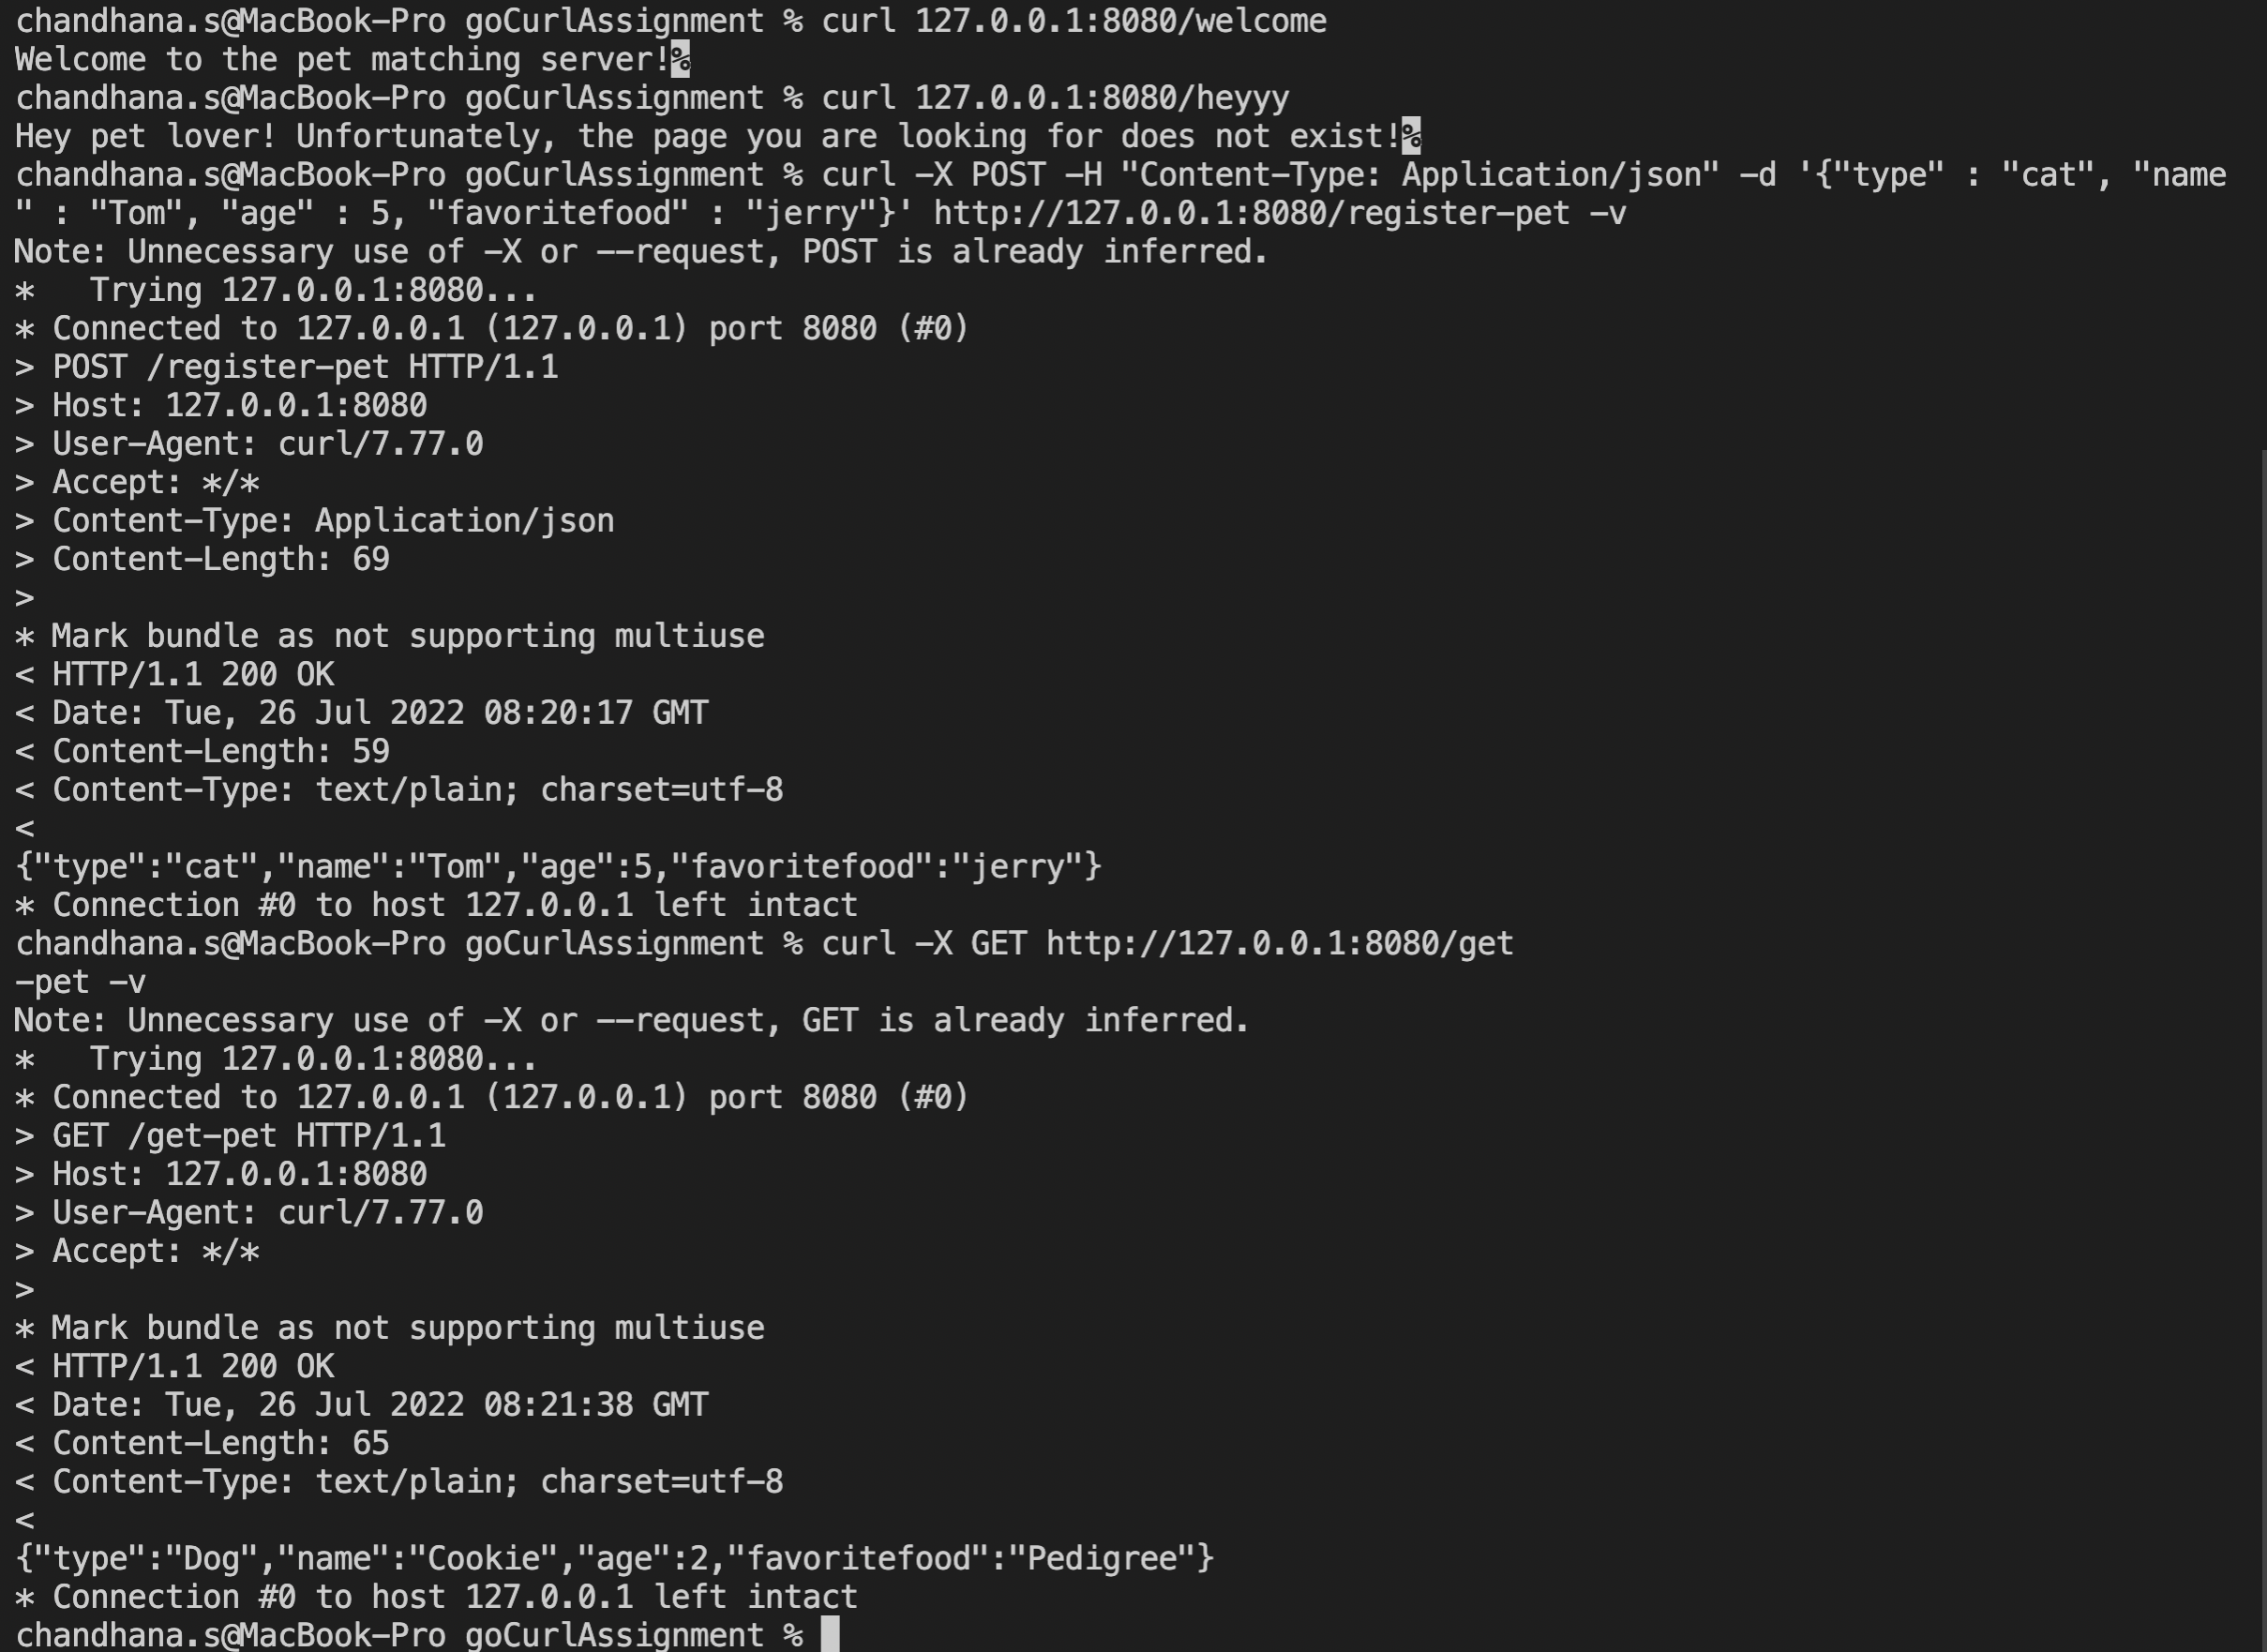 chandhana.s@MacBook-Pro goCurlAssignment % curl 127.0.0.1:8080/welcome
Welcome to the pet matching server!%
chandhana.s@MacBook-Pro goCurlAssignment % curl 127.0.0.1:8080/heyyy
Hey pet lover! Unfortunately, the page you are looking for does not exist!%
chandhana.s@MacBook-Pro goCurlAssignment % curl -X POST -H "Content-Type: Application/json" -d '{"type" : "cat", "name
" : "Tom", "age" : 5, "favoritefood" : "jerry"}' http://127.0.0.1:8080/register-pet -v
Note: Unnecessary use of -X or --request, POST is already inferred.
*   Trying 127.0.0.1:8080...
* Connected to 127.0.0.1 (127.0.0.1) port 8080 (#0)
> POST /register-pet HTTP/1.1
> Host: 127.0.0.1:8080
> User-Agent: curl/7.77.0
> Accept: */*
> Content-Type: Application/json
> Content-Length: 69
>
* Mark bundle as not supporting multiuse
< HTTP/1.1 200 OK
< Date: Tue, 26 Jul 2022 08:20:17 GMT
< Content-Length: 59
< Content-Type: text/plain; charset=utf-8
<
{"type":"cat","name":"Tom","age":5,"favoritefood":"jerry"}
* Connection #0 to host 127.0.0.1 left intact
chandhana.s@MacBook-Pro goCurlAssignment % curl -X GET http://127.0.0.1:8080/get
-pet -v
Note: Unnecessary use of -X or --request, GET is already inferred.
*   Trying 127.0.0.1:8080...
* Connected to 127.0.0.1 (127.0.0.1) port 8080 (#0)
> GET /get-pet HTTP/1.1
> Host: 127.0.0.1:8080
> User-Agent: curl/7.77.0
> Accept: */*
>
* Mark bundle as not supporting multiuse
< HTTP/1.1 200 OK
< Date: Tue, 26 Jul 2022 08:21:38 GMT
< Content-Length: 65
< Content-Type: text/plain; charset=utf-8
<
{"type":"Dog","name":"Cookie","age":2,"favoritefood":"Pedigree"}
* Connection #0 to host 127.0.0.1 left intact
chandhana.s@MacBook-Pro goCurlAssignment %